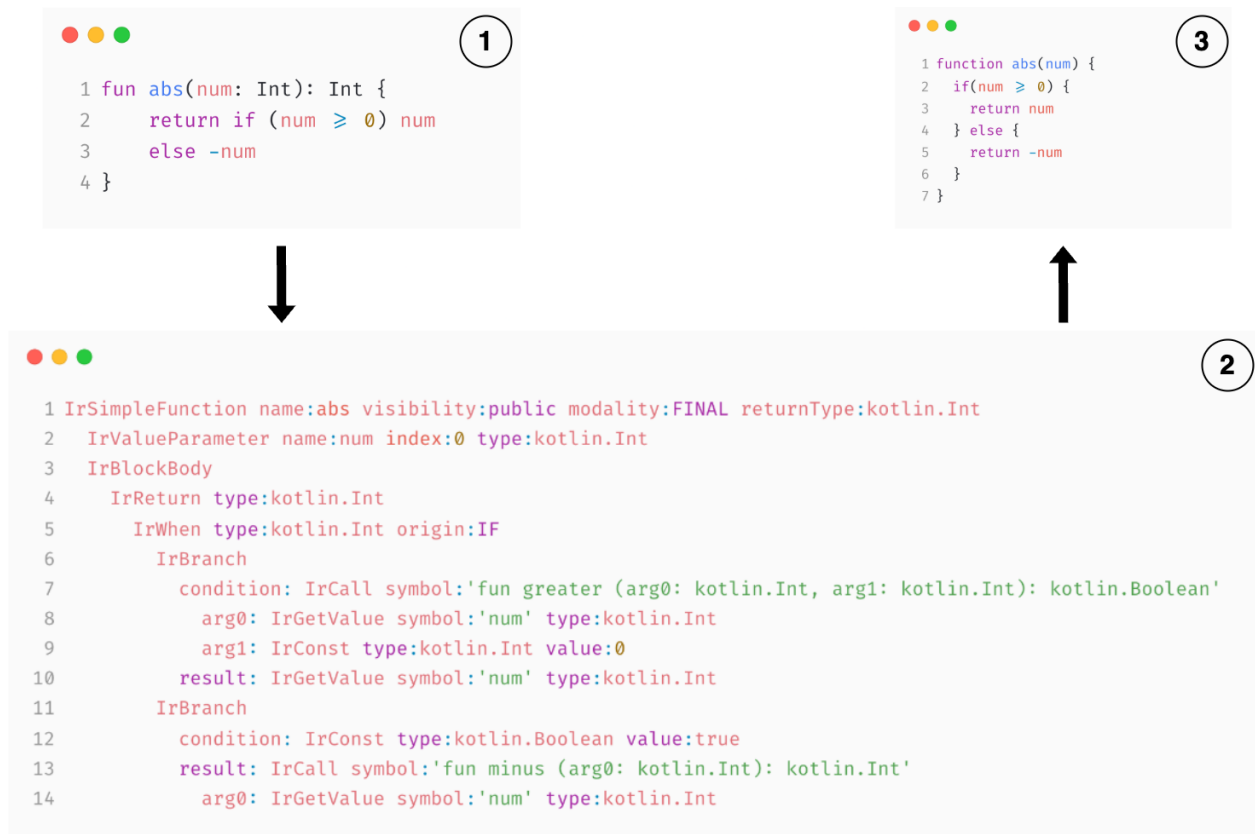 1
1 fun abs(num: Int): Int {
2     return if (num ⩾ 0) num
3     else -num
4 }
3
1 function abs(num) {
2   if(num ⩾ 0) {
3     return num
4   } else {
5     return -num
6   }
7 }
2
1 IrSimpleFunction name:abs visibility:public modality:FINAL returnType:kotlin.Int
2   IrValueParameter name:num index:0 type:kotlin.Int
3   IrBlockBody
4     IrReturn type:kotlin.Int
5       IrWhen type:kotlin.Int origin:IF
6         IrBranch
7           condition: IrCall symbol:'fun greater (arg0: kotlin.Int, arg1: kotlin.Int): kotlin.Boolean'
8             arg0: IrGetValue symbol:'num' type:kotlin.Int
9             arg1: IrConst type:kotlin.Int value:0
10           result: IrGetValue symbol:'num' type:kotlin.Int
11         IrBranch
12           condition: IrConst type:kotlin.Boolean value:true
13           result: IrCall symbol:'fun minus (arg0: kotlin.Int): kotlin.Int'
14             arg0: IrGetValue symbol:'num' type:kotlin.Int